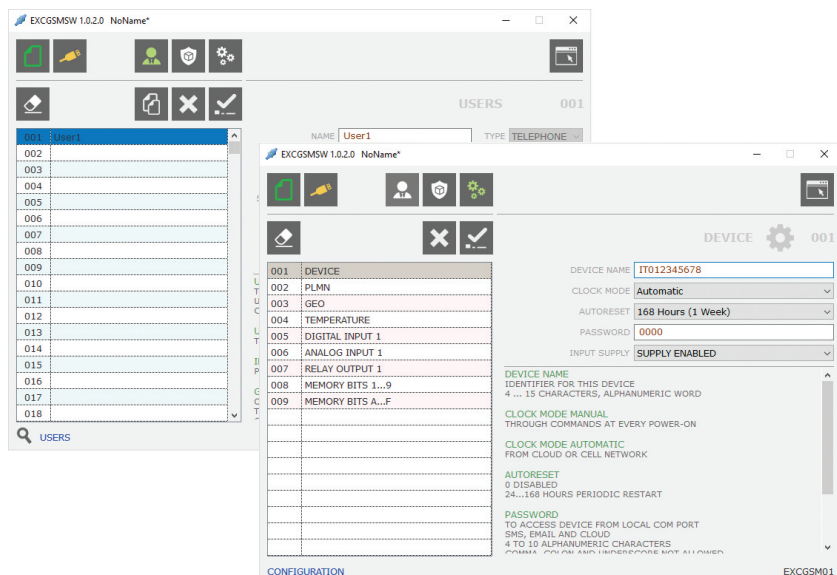 EXCGSMSW 1.0.2.0 NoName*
USERS 001
NAME User1 TYPE TELEPHONE
001 User1
002
003
004
005
006
007
008
009
010
011
012
013
014
015
016
017
018
USERS
EXCGSMSW 1.0.2.0 NoName*
DEVICE 001
001 DEVICE
002 PLMN
003 GEO
004 TEMPERATURE
005 DIGITAL INPUT 1
006 ANALOG INPUT 1
007 RELAY OUTPUT 1
008 MEMORY BITS 1...9
009 MEMORY BITS A...F
DEVICE NAME IT012345678
CLOCK MODE Automatic
AUTORESET 168 Hours (1 Week)
PASSWORD 0000
INPUT SUPPLY SUPPLY ENABLED
DEVICE NAME
IDENTIFIER FOR THIS DEVICE
4 ... 15 CHARACTERS, ALPHANUMERIC WORD
CLOCK MODE MANUAL
THROUGH COMMANDS AT EVERY POWER-ON
CLOCK MODE AUTOMATIC
FROM CLOUD OR CELL NETWORK
AUTORESET
0 DISABLED
24...168 HOURS PERIODIC RESTART
PASSWORD
TO ACCESS DEVICE FROM LOCAL COM PORT
SMS, EMAIL AND CLOUD
4 TO 10 ALPHANUMERIC CHARACTERS
COMMA, COLON AND UNDERSCORE NOT ALLOWED
CONFIGURATION EXCGSM01